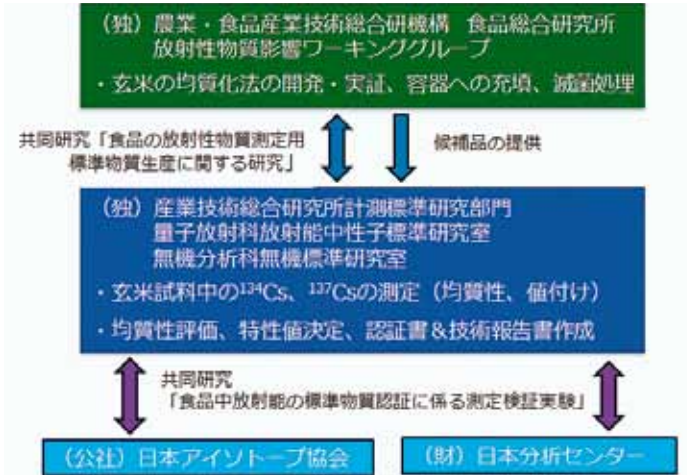 （独）農業・食品産業技術総合研機構　食品総合研究所
放射性物質影響ワーキンググループ
・玄米の均質化法の開発・実証、容器への充填、滅菌処理
共同研究「食品の放射性物質測定用
標準物質生産に関する研究」
候補品の提供
（独）産業技術総合研究所計測標準研究部門
量子放射科放射能中性子標準研究室
無機分析科無機標準研究室
・玄米試料中の¹³⁴Cs、¹³⁷Csの測定（均質性、値付け）
・均質性評価、特性値決定、認証書＆技術報告書作成
共同研究
「食品中放射能の標準物質認証に係る測定検証実験」
（公社）日本アイソトープ協会
（財）日本分析センター